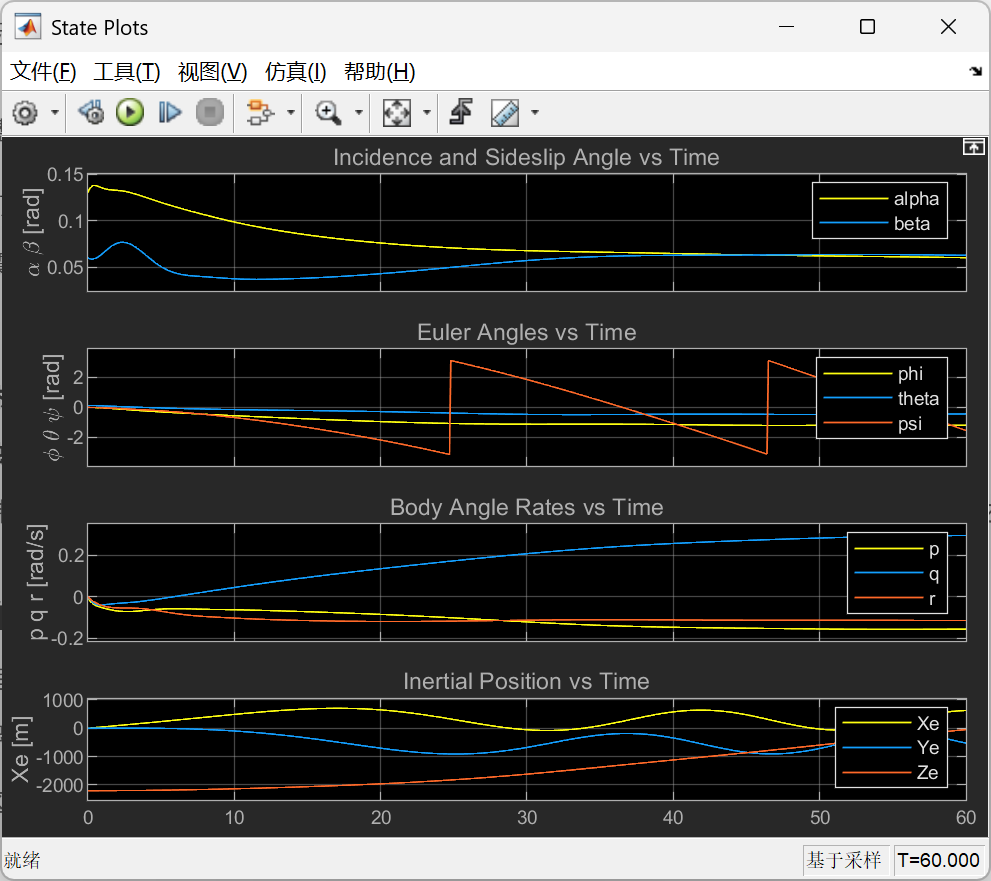 State Plots
文件(F) 工具(T) 视图(V) 仿真(I) 帮助(H)
Incidence and Sideslip Angle vs Time
α β [rad]
0.15
0.1
0.05
alpha
beta
Euler Angles vs Time
ϕ θ ψ [rad]
2
0
-2
phi
theta
psi
Body Angle Rates vs Time
p q r [rad/s]
0.2
0
-0.2
p
q
r
Inertial Position vs Time
Xe [m]
1000
0
-1000
-2000
Xe
Ye
Ze
0 10 20 30 40 50 60
就绪 基于采样 T=60.000